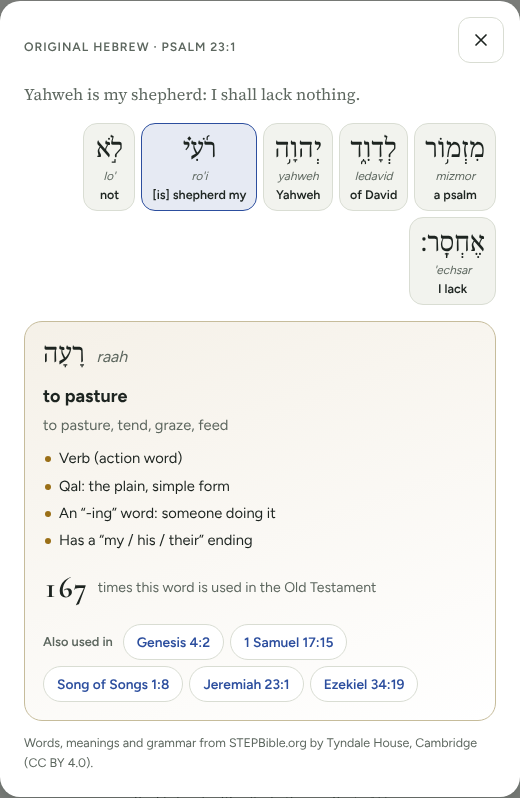 ORIGINAL HEBREW · PSALM 23:1
Yahweh is my shepherd: I shall lack nothing.
מִזְמ֥וֹר לְדָוִ֑ד יְהוָ֥ה רֹ֝עִ֗י לֹ֣א
mizmor ledavid yahweh ro'i lo'
a psalm of David Yahweh [is] shepherd my not
אֶחְסָֽר׃
'echsar
I lack
רָעָה raah
to pasture
to pasture, tend, graze, feed
Verb (action word)
Qal: the plain, simple form
An “-ing” word: someone doing it
Has a “my / his / their” ending
167 times this word is used in the Old Testament
Also used in Genesis 4:2 1 Samuel 17:15
Song of Songs 1:8 Jeremiah 23:1 Ezekiel 34:19
Words, meanings and grammar from STEPBible.org by Tyndale House, Cambridge
(CC BY 4.0).